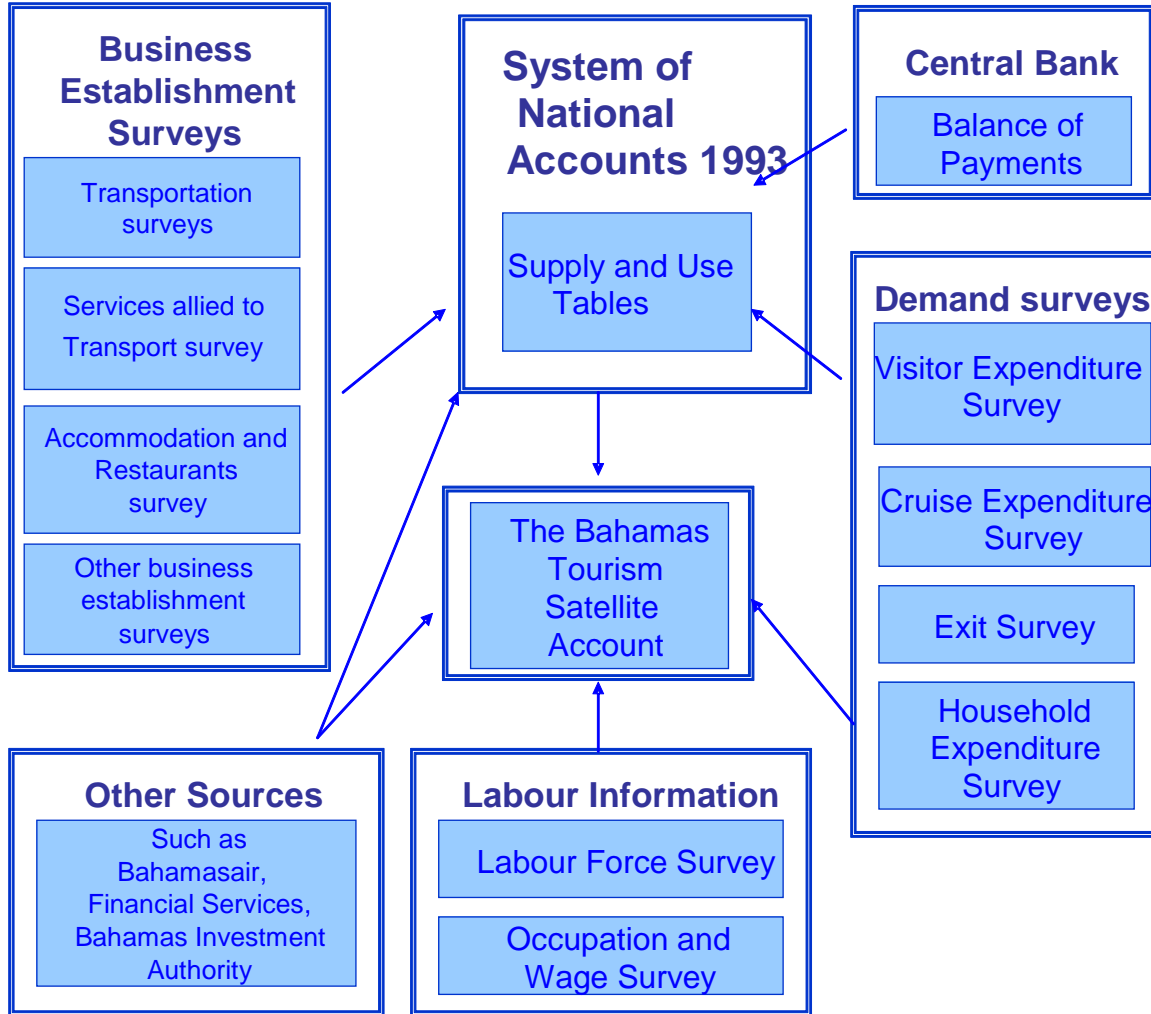 Business
Establishment
Surveys
Transportation
surveys
Services allied to
Transport survey
Accommodation and
Restaurants
survey
Other business
establishment
surveys
System of
National
Accounts 1993
Supply and Use
Tables
Central Bank
Balance of
Payments
Demand surveys
Visitor Expenditure
Survey
Cruise Expenditure
Survey
Exit Survey
Household
Expenditure
Survey
The Bahamas
Tourism
Satellite
Account
Other Sources
Such as
Bahamasair,
Financial Services,
Bahamas Investment
Authority
Labour Information
Labour Force Survey
Occupation and
Wage Survey